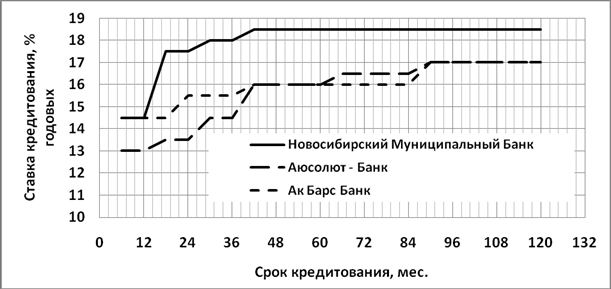 Ставка кредитования, %
годовых
19
18
17
16
15
14
13
12
11
10
Новосибирский Муниципальный Банк
Аюсолют - Банк
Ак Барс Банк
0 12 24 36 48 60 72 84 96 108 120 132
Срок кредитования, мес.